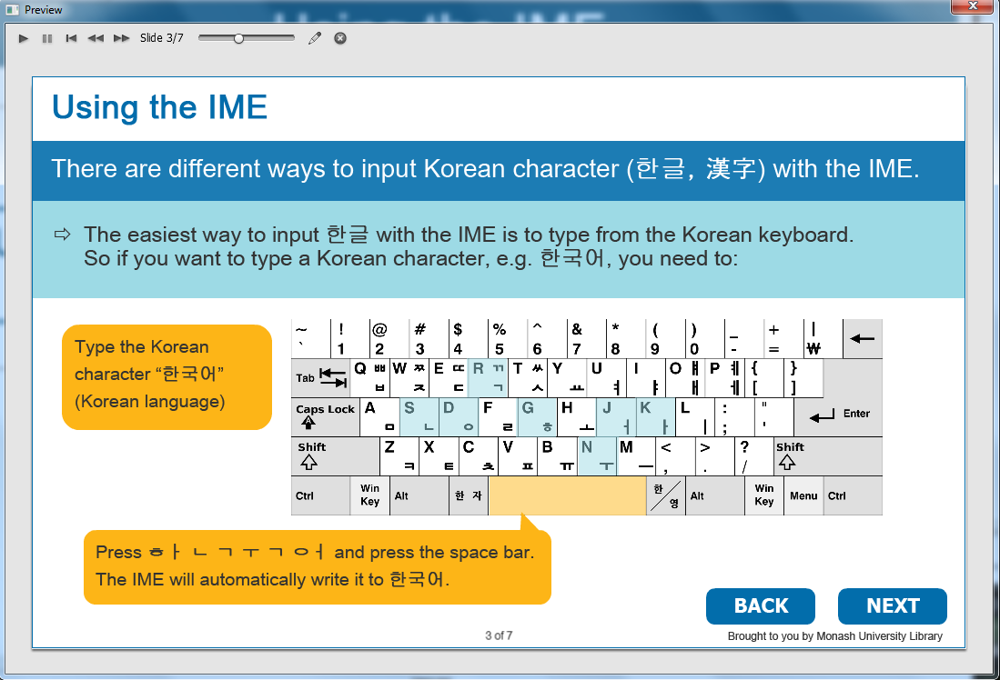 Preview
Slide 3/7
Using the IME
There are different ways to input Korean character (한글, 漢字) with the IME.
⇨ The easiest way to input 한글 with the IME is to type from the Korean keyboard.
So if you want to type a Korean character, e.g. 한국어, you need to:
Type the Korean
character “한국어”
(Korean language)
~ ! @ # $ % ^ & * ( ) _ + |
` 1 2 3 4 5 6 7 8 9 0 - = ₩
Tab Q ㅃ W ㅉ E ㄸ R ㄲ T ㅆ Y U I O ㅒ P ㅖ { }
ㅂ ㅈ ㄷ ㄱ ㅅ ㅛ ㅕ ㅑ ㅐ ㅔ [ ]
Caps Lock A S D F G H J K L : " Enter
ㅁ ㄴ ㅇ ㄹ ㅎ ㅗ ㅓ ㅏ ㅣ ; '
Shift Z X C V B N M < > ? Shift
ㅋ ㅌ ㅊ ㅍ ㅠ ㅜ ㅡ , . /
Ctrl Win Key Alt 한 자 한/영 Alt Win Key Menu Ctrl
Press ㅎㅏ ㄴ ㄱ ㅜ ㄱ ㅇㅓ and press the space bar.
The IME will automatically write it to 한국어.
BACK NEXT
3 of 7
Brought to you by Monash University Library